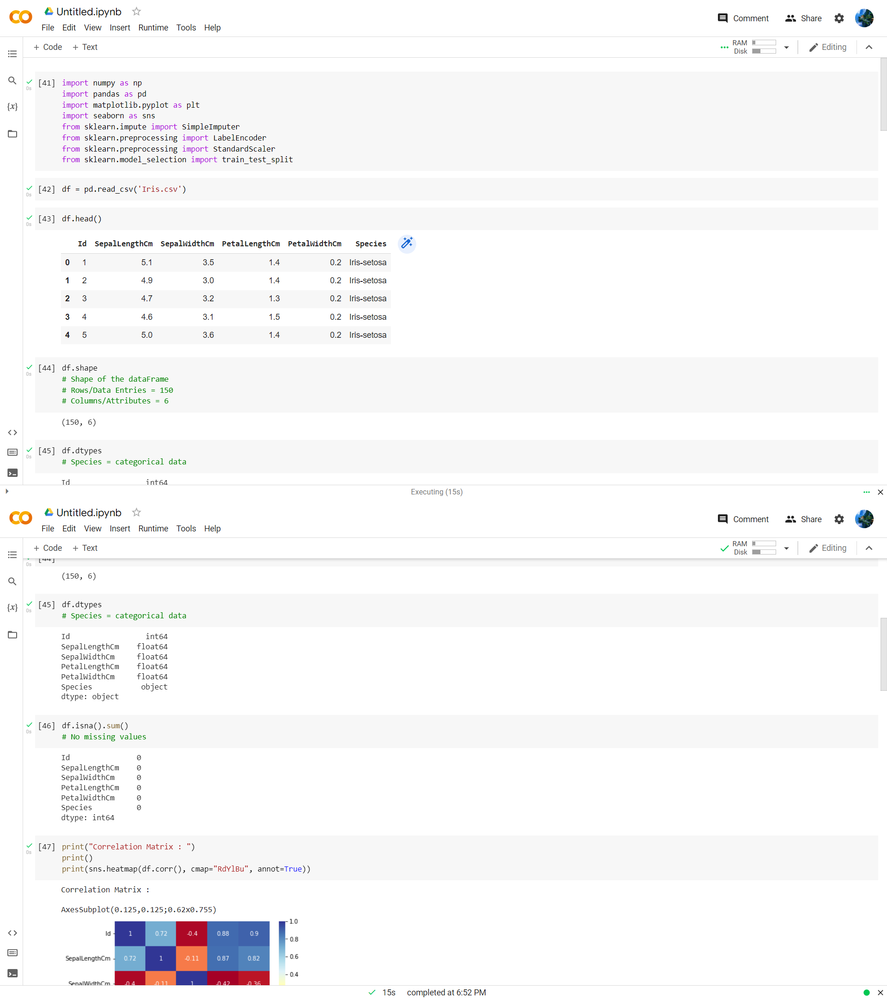 Untitled.ipynb
File Edit View Insert Runtime Tools Help
Comment Share
+ Code + Text
RAM
Disk
Editing
{x}
[41] import numpy as np
import pandas as pd
import matplotlib.pyplot as plt
import seaborn as sns
from sklearn.impute import SimpleImputer
from sklearn.preprocessing import LabelEncoder
from sklearn.preprocessing import StandardScaler
from sklearn.model_selection import train_test_split
0s
[42] df = pd.read_csv('Iris.csv')
0s
[43] df.head()
0s
Id SepalLengthCm SepalWidthCm PetalLengthCm PetalWidthCm Species
0 1 5.1 3.5 1.4 0.2 Iris-setosa
1 2 4.9 3.0 1.4 0.2 Iris-setosa
2 3 4.7 3.2 1.3 0.2 Iris-setosa
3 4 4.6 3.1 1.5 0.2 Iris-setosa
4 5 5.0 3.6 1.4 0.2 Iris-setosa
[44] df.shape
0s
# Shape of the dataFrame
# Rows/Data Entries = 150
# Columns/Attributes = 6
(150, 6)
[45] df.dtypes
0s
# Species = categorical data
Id int64
Executing (15s)
Untitled.ipynb
File Edit View Insert Runtime Tools Help
Comment Share
+ Code + Text
RAM
Disk
Editing
{x}
[44]
0s
(150, 6)
[45] df.dtypes
0s
# Species = categorical data
Id int64
SepalLengthCm float64
SepalWidthCm float64
PetalLengthCm float64
PetalWidthCm float64
Species object
dtype: object
[46] df.isna().sum()
0s
# No missing values
Id 0
SepalLengthCm 0
SepalWidthCm 0
PetalLengthCm 0
PetalWidthCm 0
Species 0
dtype: int64
[47] print("Correlation Matrix : ")
0s
print()
print(sns.heatmap(df.corr(), cmap="RdYlBu", annot=True))
Correlation Matrix :
AxesSubplot(0.125,0.125;0.62x0.755)
Id 1 0.72 -0.4 0.88 0.9
SepalLengthCm 0.72 1 -0.11 0.87 0.82
SepalWidthCm -0.4 -0.11 1 -0.42 -0.36
1.0
0.8
0.6
0.4
15s completed at 6:52 PM